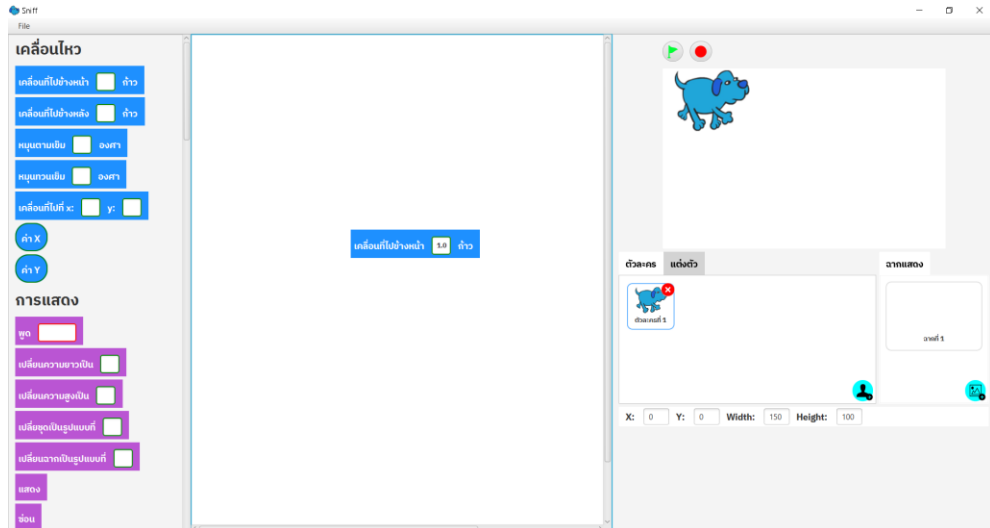 Sniff
File
เคลื่อนไหว
เคลื่อนที่ไปข้างหน้า ก้าว
เคลื่อนที่ไปข้างหลัง ก้าว
หมุนตามเข็ม องศา
หมุนทวนเข็ม องศา
เคลื่อนที่ไปที่ x: y:
ค่า X
ค่า Y
การแสดง
พูด
เปลี่ยนความยาวเป็น
เปลี่ยนความสูงเป็น
เปลี่ยชุดเป็นรูปแบบที่
เปลี่ยนฉากเป็นรูปแบบที่
แสดง
ซ่อน
เคลื่อนที่ไปข้างหน้า 1.0 ก้าว
ตัวละคร แต่งตัว ฉากแสดง
ตัวละครที่ 1
ฉากที่ 1
X: 0 Y: 0 Width: 150 Height: 100